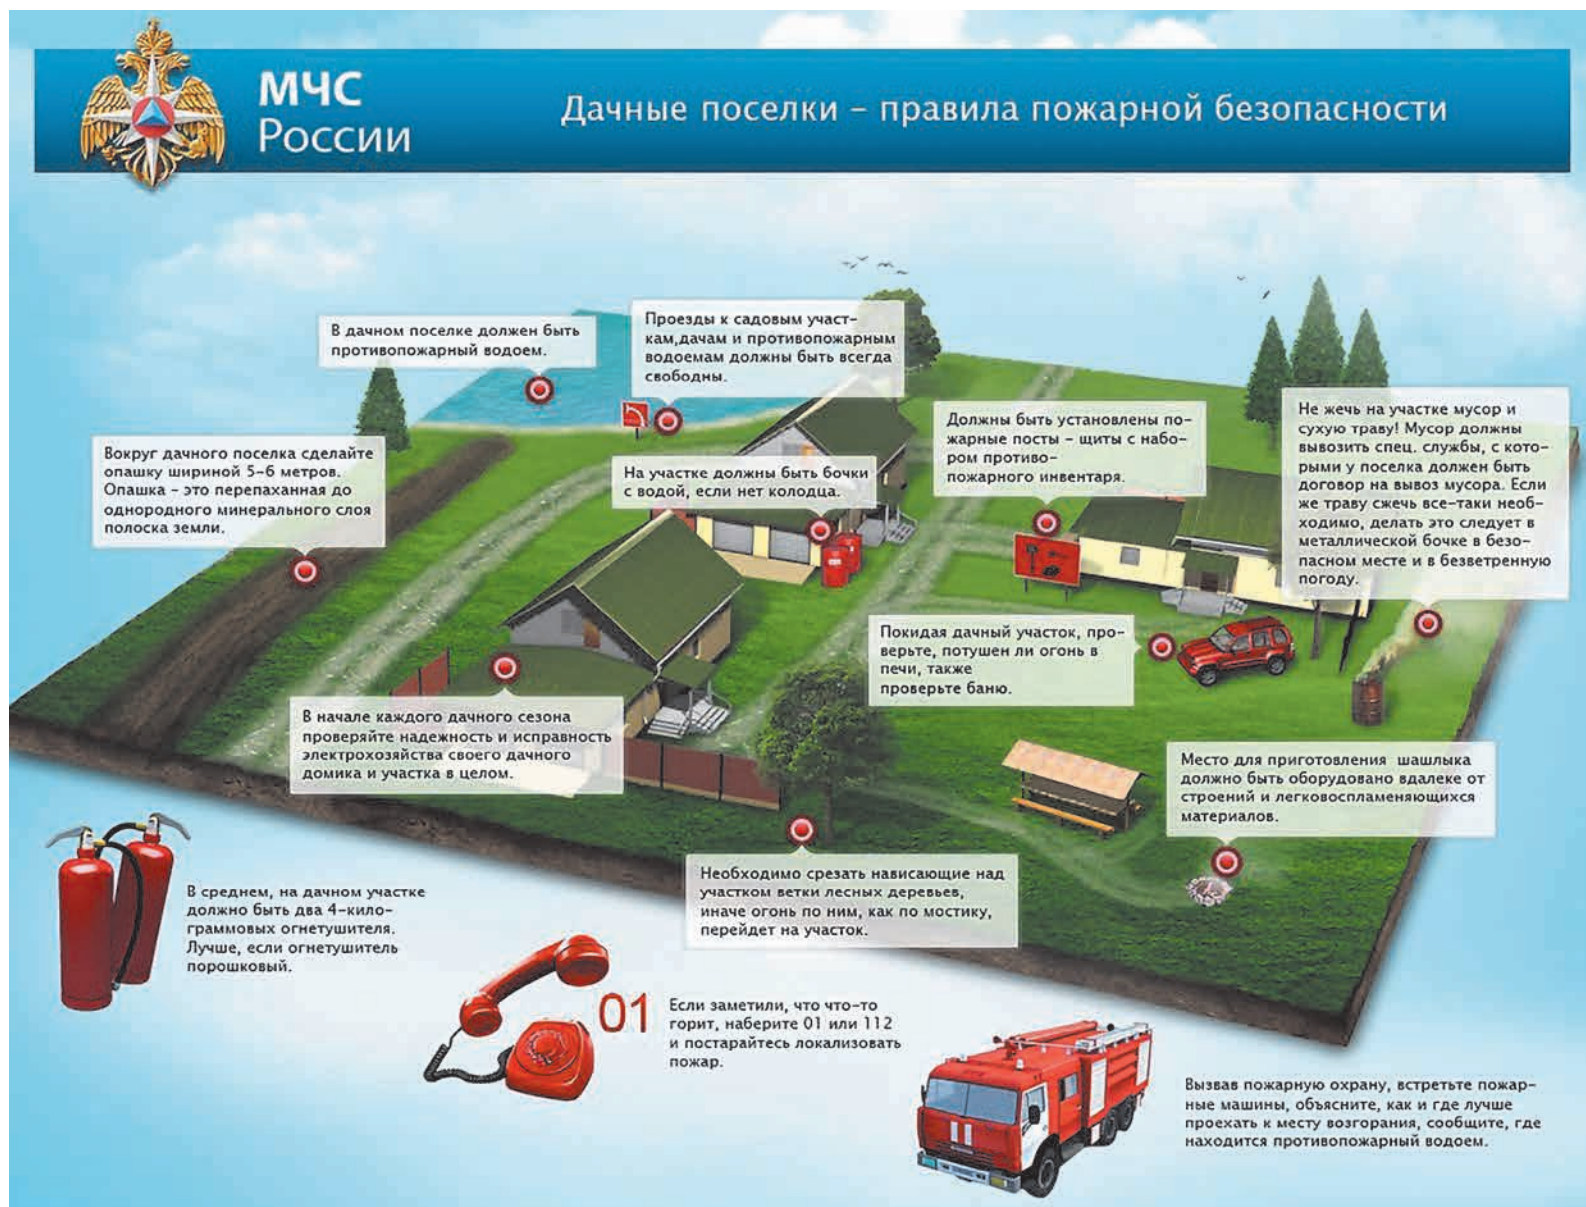 МЧС
России
Дачные поселки – правила пожарной безопасности
В дачном поселке должен быть
противопожарный водоем.
Проезды к садовым участ-
кам,дачам и противопожарным
водоемам должны быть всегда
свободны.
Вокруг дачного поселка сделайте
опашку шириной 5–6 метров.
Опашка – это перепаханная до
однородного минерального слоя
полоска земли.
На участке должны быть бочки
с водой, если нет колодца.
Должны быть установлены по-
жарные посты – щиты с набо-
ром противо-
пожарного инвентаря.
Не жечь на участке мусор и
сухую траву! Мусор должны
вывозить спец. службы, с кото-
рыми у поселка должен быть
договор на вывоз мусора. Если
же траву сжечь все-таки необ-
ходимо, делать это следует в
металлической бочке в безо-
пасном месте и в безветренную
погоду.
Покидая дачный участок, про-
верьте, потушен ли огонь в
печи, также
проверьте баню.
В начале каждого дачного сезона
проверяйте надежность и исправность
электрохозяйства своего дачного
домика и участка в целом.
Место для приготовления шашлыка
должно быть оборудовано вдалеке от
строений и легковоспламеняющихся
материалов.
Необходимо срезать нависающие над
участком ветки лесных деревьев,
иначе огонь по ним, как по мостику,
перейдет на участок.
В среднем, на дачном участке
должно быть два 4-кило-
граммовых огнетушителя.
Лучше, если огнетушитель
порошковый.
01
Если заметили, что что-то
горит, наберите 01 или 112
и постарайтесь локализовать
пожар.
Вызвав пожарную охрану, встретьте пожар-
ные машины, объясните, как и где лучше
проехать к месту возгорания, сообщите, где
находится противопожарный водоем.